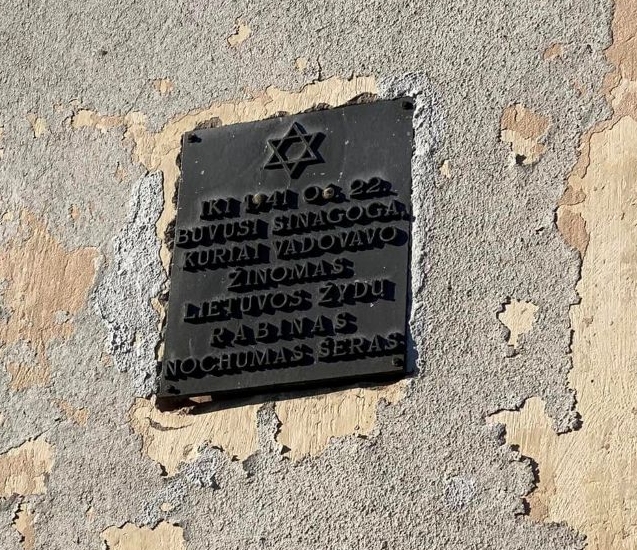 IKI 1941 06.22.
BUVUSI SINAGOGA,
KURIAI VADOVAVO
ŽINOMAS
LIETUVOS ŽYDŲ
RABINAS
NOCHUMAS ŠERAS